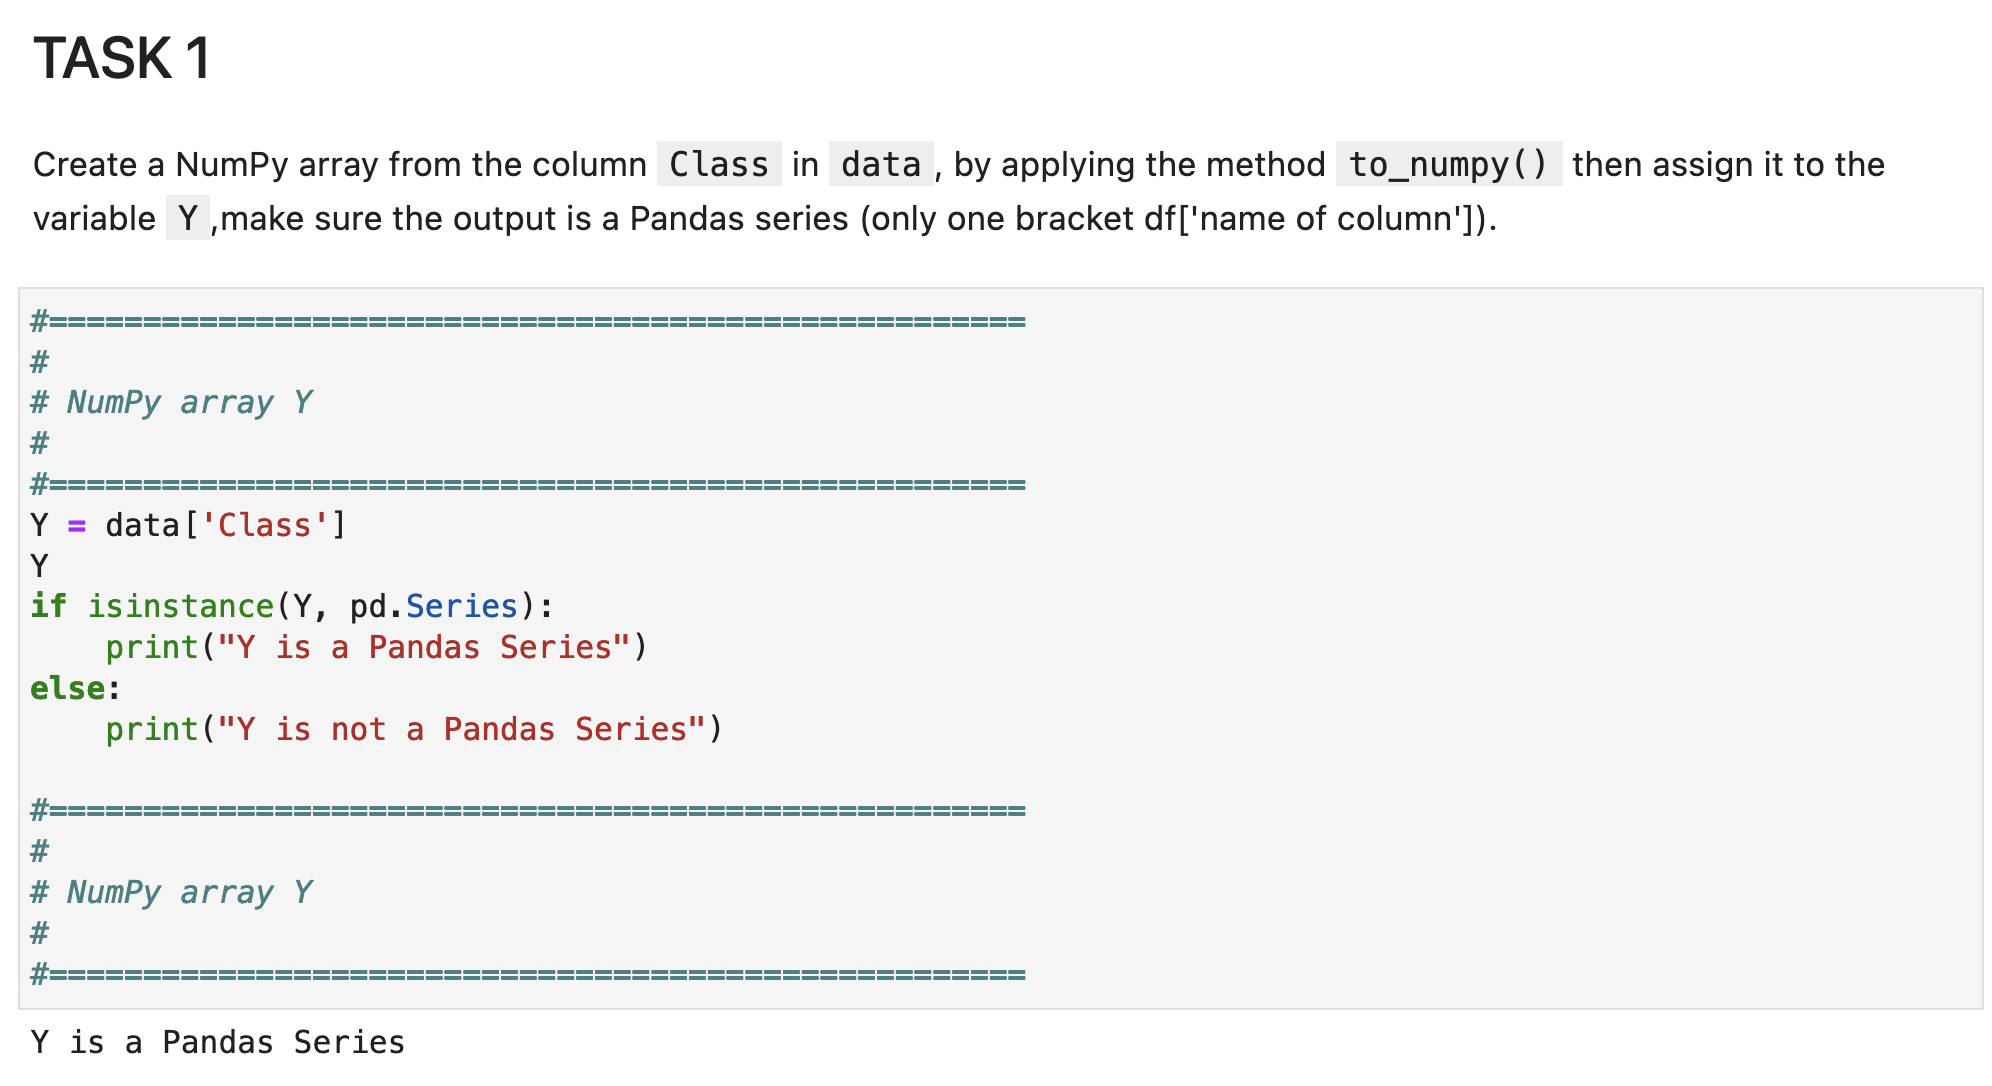 TASK 1
Create a NumPy array from the column Class in data, by applying the method to_numpy() then assign it to the
variable Y ,make sure the output is a Pandas series (only one bracket df['name of column']).
#====================================================
#
# NumPy array Y
#
#====================================================
Y = data['Class']
Y
if isinstance(Y, pd.Series):
    print("Y is a Pandas Series")
else:
    print("Y is not a Pandas Series")
#====================================================
#
# NumPy array Y
#
#====================================================
Y is a Pandas Series